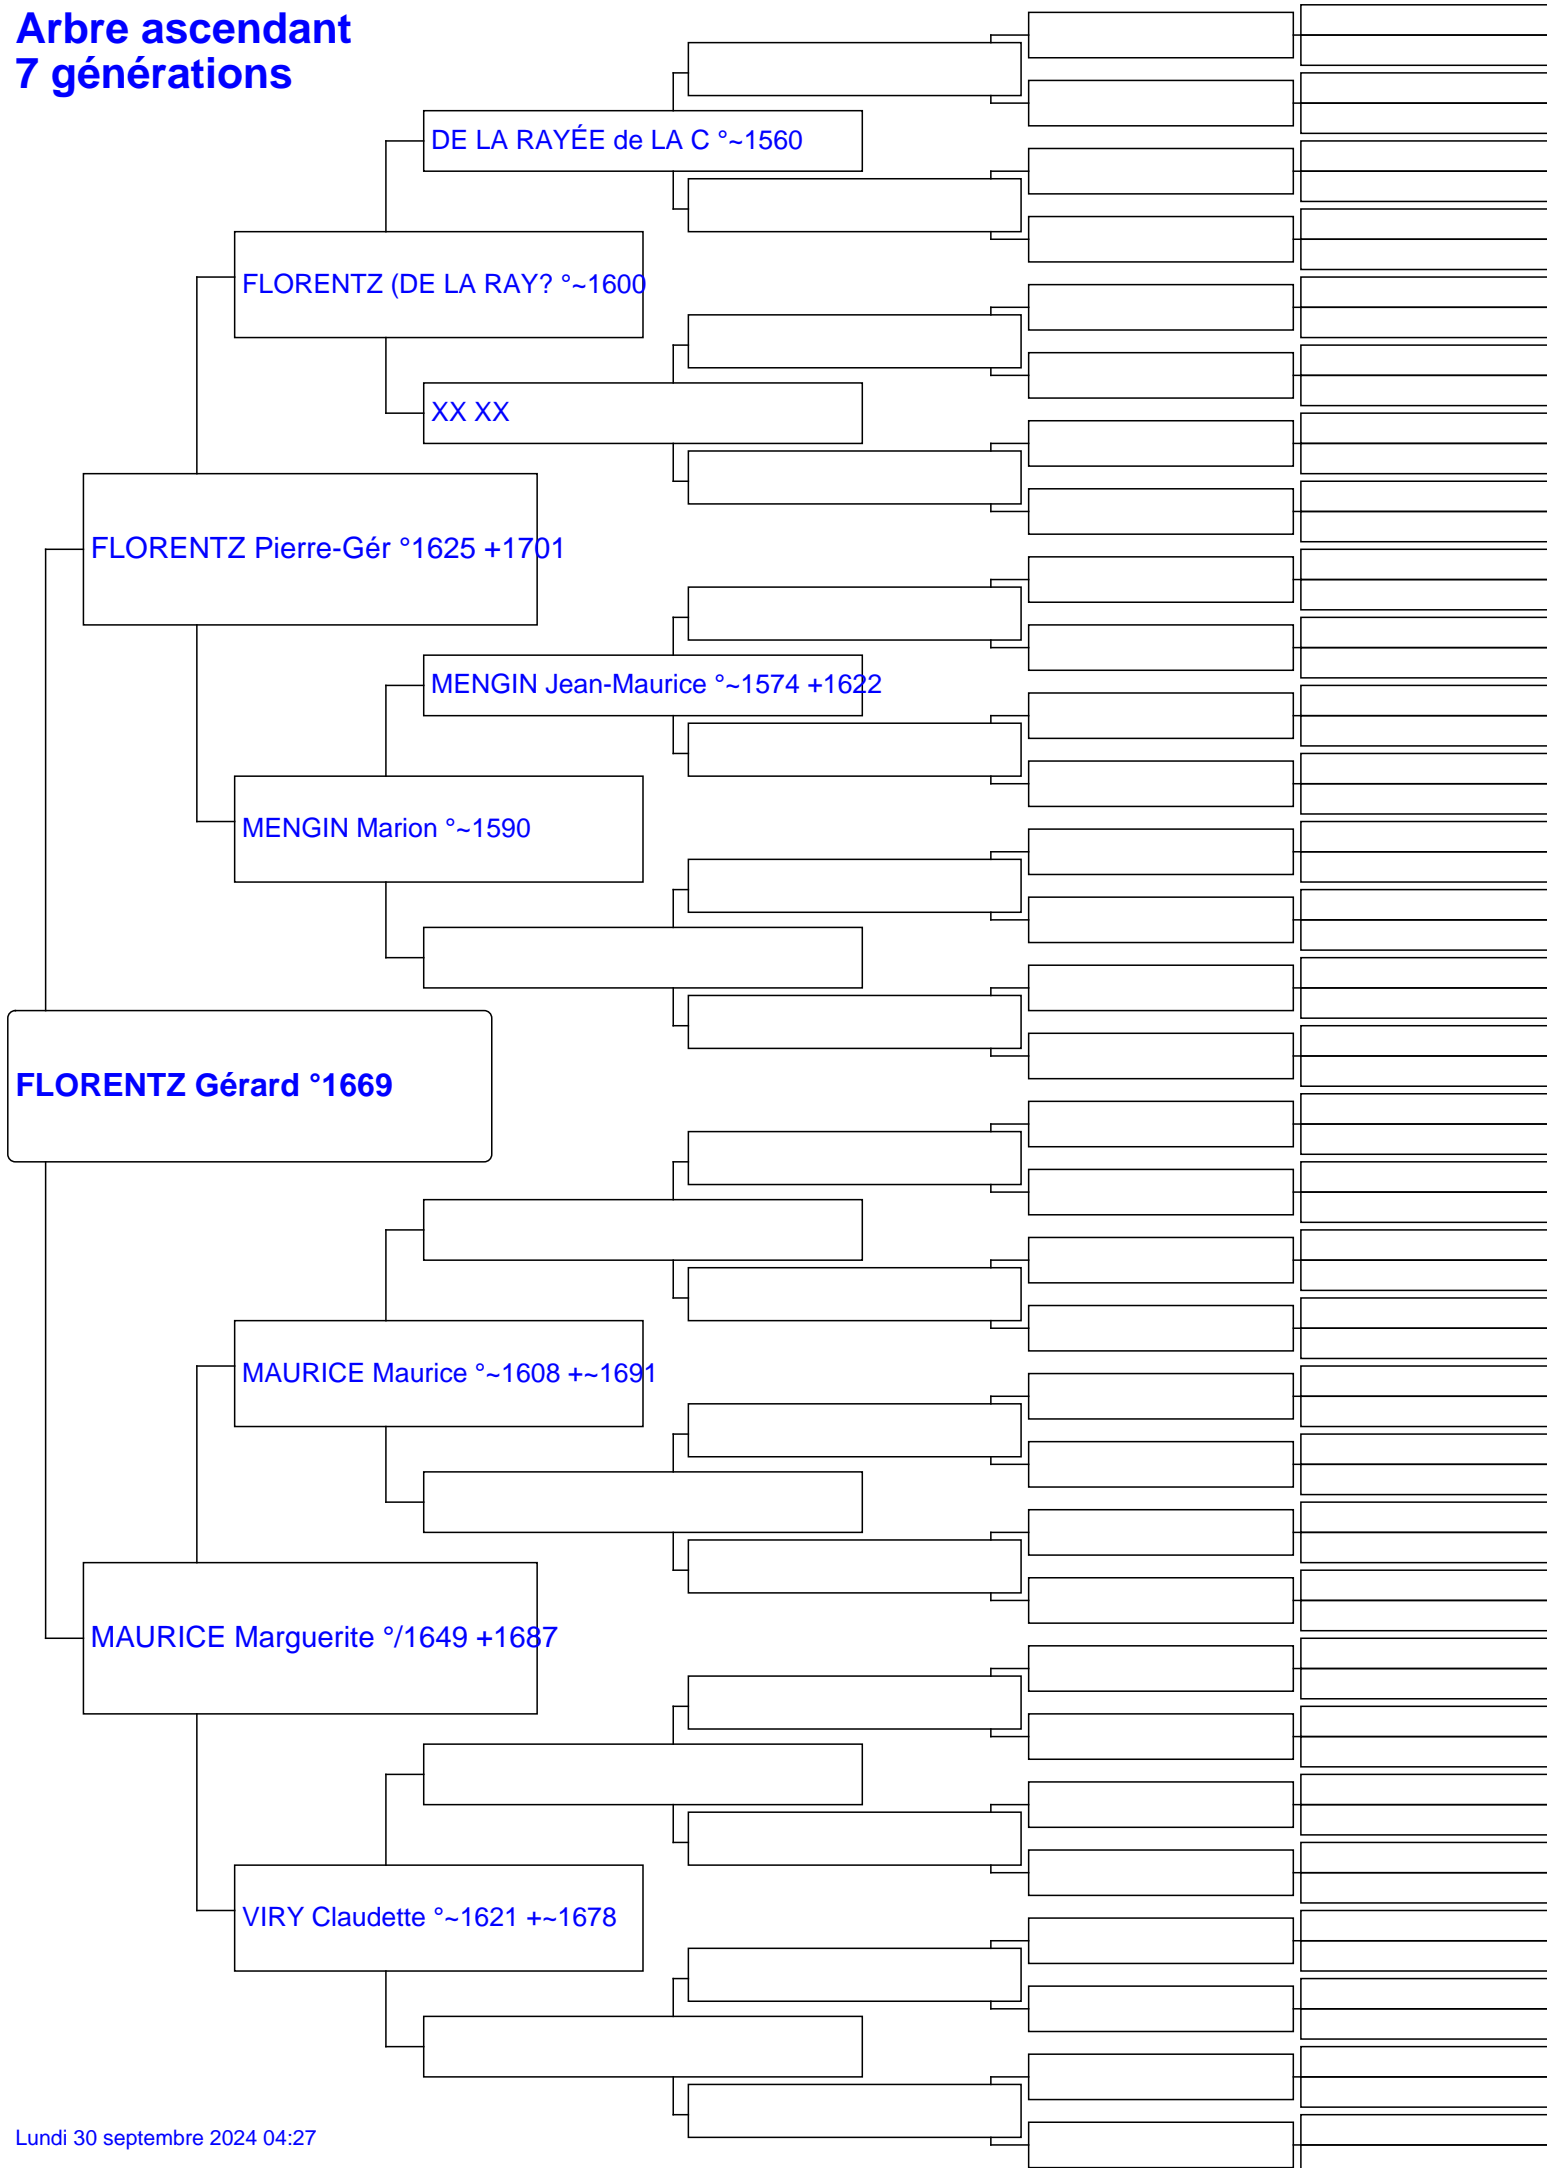 Arbre ascendant
7 générations
DE LA RAYÉE de LA C °~1560
FLORENTZ (DE LA RAY? °~1600
XX XX
FLORENTZ Pierre-Gér °1625 +1701
MENGIN Jean-Maurice °~1574 +1622
MENGIN Marion °~1590
FLORENTZ Gérard °1669
MAURICE Maurice °~1608 +~1691
MAURICE Marguerite °/1649 +1687
VIRY Claudette °~1621 +~1678
Lundi 30 septembre 2024 04:27